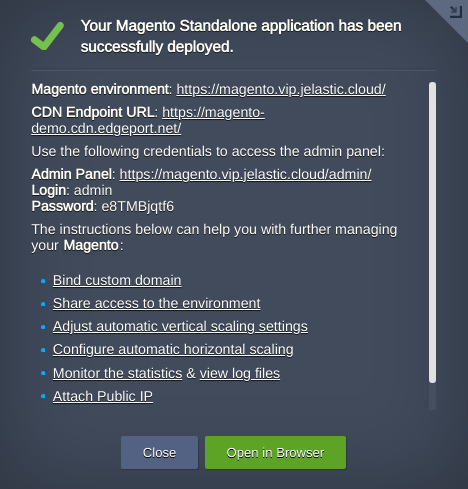 Your Magento Standalone application has been
successfully deployed.
Magento environment: https://magento.vip.jelastic.cloud/
CDN Endpoint URL: https://magento-
demo.cdn.edgeport.net/
Use the following credentials to access the admin panel:
Admin Panel: https://magento.vip.jelastic.cloud/admin/
Login: admin
Password: e8TMBjqtf6
The instructions below can help you with further managing
your Magento:
Bind custom domain
Share access to the environment
Adjust automatic vertical scaling settings
Configure automatic horizontal scaling
Monitor the statistics & view log files
Attach Public IP
Close Open in Browser